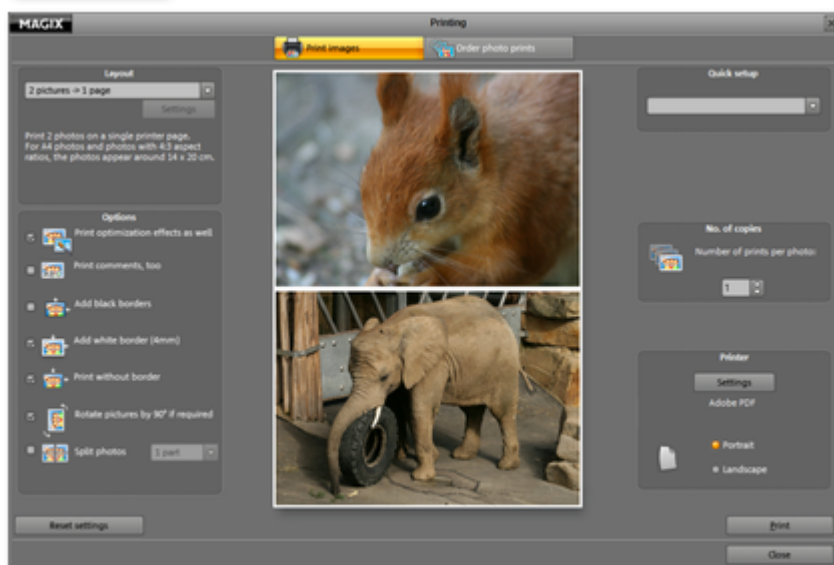 MAGIX
Printing
Print images
Order photo prints
Layout
2 pictures -> 1 page
Settings
Print 2 photos on a single printer page.
For A4 photos and photos with 4:3 aspect
ratios, the photos appear around 14 x 20 cm.
Options
Print optimization effects as well
Print comments, too
Add black borders
Add white border (4mm)
Print without border
Rotate pictures by 90° if required
Split photos
1 part
Reset settings
Quick setup
No. of copies
Number of prints per photo:
1
Printer
Settings
Adobe PDF
Portrait
Landscape
Print
Close